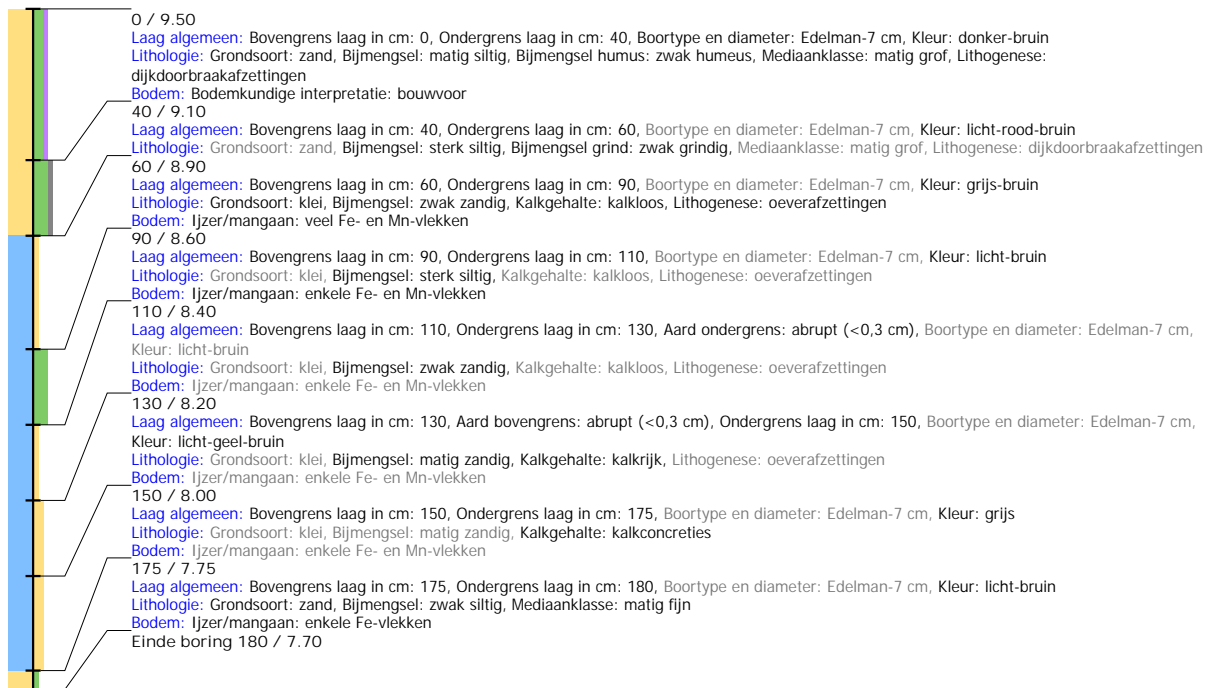 0 / 9.50
Laag algemeen: Bovengrens laag in cm: 0, Ondergrens laag in cm: 40, Boortype en diameter: Edelman-7 cm, Kleur: donker-bruin
Lithologie: Grondsoort: zand, Bijmengsel: matig siltig, Bijmengsel humus: zwak humeus, Mediaanklasse: matig grof, Lithogenese:
dijkdoorbraakafzettingen
Bodem: Bodemkundige interpretatie: bouwvoor
40 / 9.10
Laag algemeen: Bovengrens laag in cm: 40, Ondergrens laag in cm: 60, Boortype en diameter: Edelman-7 cm, Kleur: licht-rood-bruin
Lithologie: Grondsoort: zand, Bijmengsel: sterk siltig, Bijmengsel grind: zwak grindig, Mediaanklasse: matig grof, Lithogenese: dijkdoorbraakafzettingen
60 / 8.90
Laag algemeen: Bovengrens laag in cm: 60, Ondergrens laag in cm: 90, Boortype en diameter: Edelman-7 cm, Kleur: grijs-bruin
Lithologie: Grondsoort: klei, Bijmengsel: zwak zandig, Kalkgehalte: kalkloos, Lithogenese: oeverafzettingen
Bodem: Ijzer/mangaan: veel Fe- en Mn-vlekken
90 / 8.60
Laag algemeen: Bovengrens laag in cm: 90, Ondergrens laag in cm: 110, Boortype en diameter: Edelman-7 cm, Kleur: licht-bruin
Lithologie: Grondsoort: klei, Bijmengsel: sterk siltig, Kalkgehalte: kalkloos, Lithogenese: oeverafzettingen
Bodem: Ijzer/mangaan: enkele Fe- en Mn-vlekken
110 / 8.40
Laag algemeen: Bovengrens laag in cm: 110, Ondergrens laag in cm: 130, Aard ondergrens: abrupt (<0,3 cm), Boortype en diameter: Edelman-7 cm,
Kleur: licht-bruin
Lithologie: Grondsoort: klei, Bijmengsel: zwak zandig, Kalkgehalte: kalkloos, Lithogenese: oeverafzettingen
Bodem: Ijzer/mangaan: enkele Fe- en Mn-vlekken
130 / 8.20
Laag algemeen: Bovengrens laag in cm: 130, Aard bovengrens: abrupt (<0,3 cm), Ondergrens laag in cm: 150, Boortype en diameter: Edelman-7 cm,
Kleur: licht-geel-bruin
Lithologie: Grondsoort: klei, Bijmengsel: matig zandig, Kalkgehalte: kalkrijk, Lithogenese: oeverafzettingen
Bodem: Ijzer/mangaan: enkele Fe- en Mn-vlekken
150 / 8.00
Laag algemeen: Bovengrens laag in cm: 150, Ondergrens laag in cm: 175, Boortype en diameter: Edelman-7 cm, Kleur: grijs
Lithologie: Grondsoort: klei, Bijmengsel: matig zandig, Kalkgehalte: kalkconcreties
Bodem: Ijzer/mangaan: enkele Fe- en Mn-vlekken
175 / 7.75
Laag algemeen: Bovengrens laag in cm: 175, Ondergrens laag in cm: 180, Boortype en diameter: Edelman-7 cm, Kleur: licht-bruin
Lithologie: Grondsoort: zand, Bijmengsel: zwak siltig, Mediaanklasse: matig fijn
Bodem: Ijzer/mangaan: enkele Fe-vlekken
Einde boring 180 / 7.70